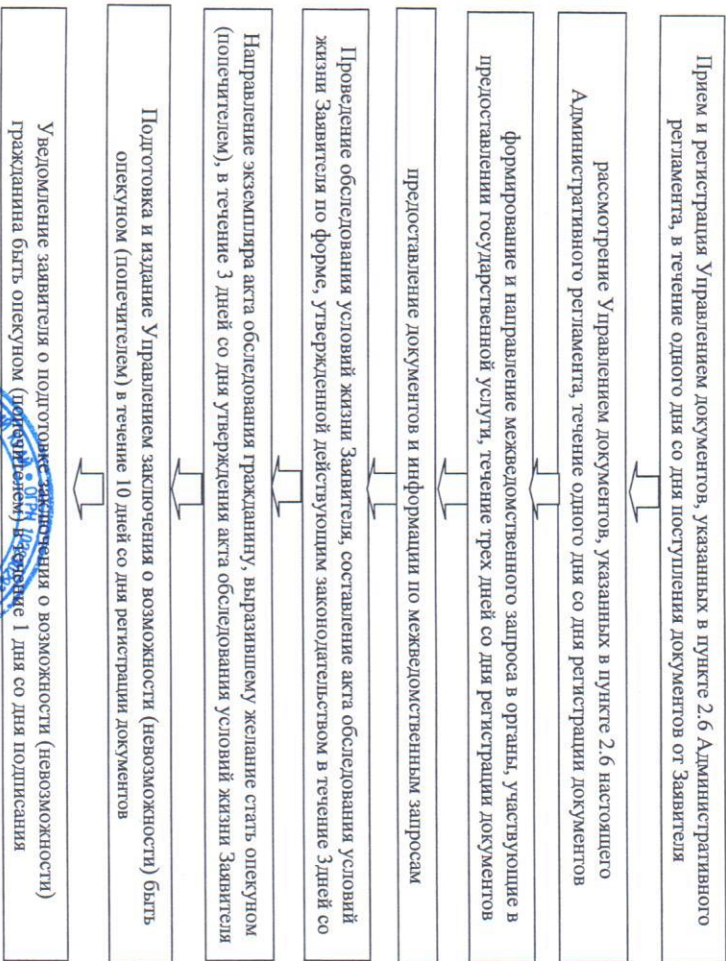 Прием и регистрация Управлением документов, указанных в пункте 2.6 Административного
регламента, в течение одного дня со дня поступления документов от Заявителя
рассмотрение Управлением документов, указанных в пункте 2.6 настоящего
Административного регламента, течение одного дня со дня регистрации документов
формирование и направление межведомственного запроса в органы, участвующие в
предоставлении государственной услуги, течение трех дней со дня регистрации документов
предоставление документов и информации по межведомственным запросам
Проведение обследования условий жизни Заявителя, составление акта обследования условий
жизни Заявителя по форме, утвержденной действующим законодательством в течение 3дней со
Направление экземпляра акта обследования гражданину, выразившему желание стать опекуном
(попечителем), в течение 3 дней со дня утверждения акта обследования условий жизни Заявителя
Подготовка и издание Управлением заключения о возможности (невозможности) быть
опекуном (попечителем) в течение 10 дней со дня регистрации документов
Уведомление заявителя о подготовке заключения о возможности (невозможности)
гражданина быть опекуном (попечителем) в течение 1 дня со дня подписания
ОГРН